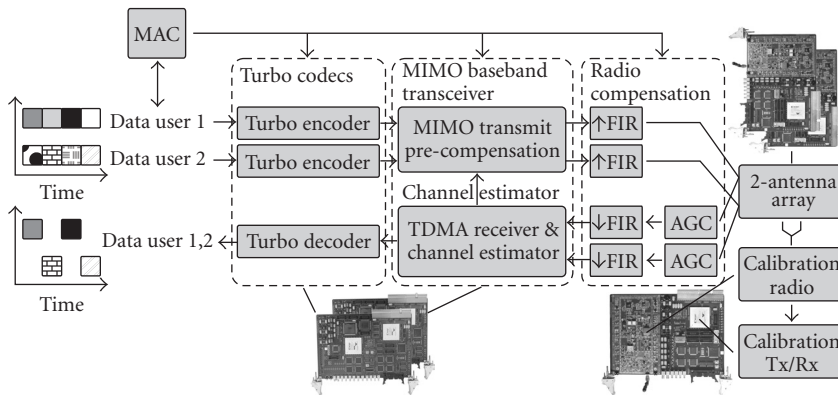 MAC
Turbo codecs
MIMO baseband
transceiver
Radio
compensation
Data user 1
Turbo encoder
MIMO transmit
pre-compensation
↑FIR
Data user 2
Turbo encoder
↑FIR
Time
Channel estimator
2-antenna
array
Data user 1,2
Turbo decoder
TDMA receiver &
channel estimator
↓FIR
AGC
↓FIR
AGC
Time
Calibration
radio
Calibration
Tx/Rx